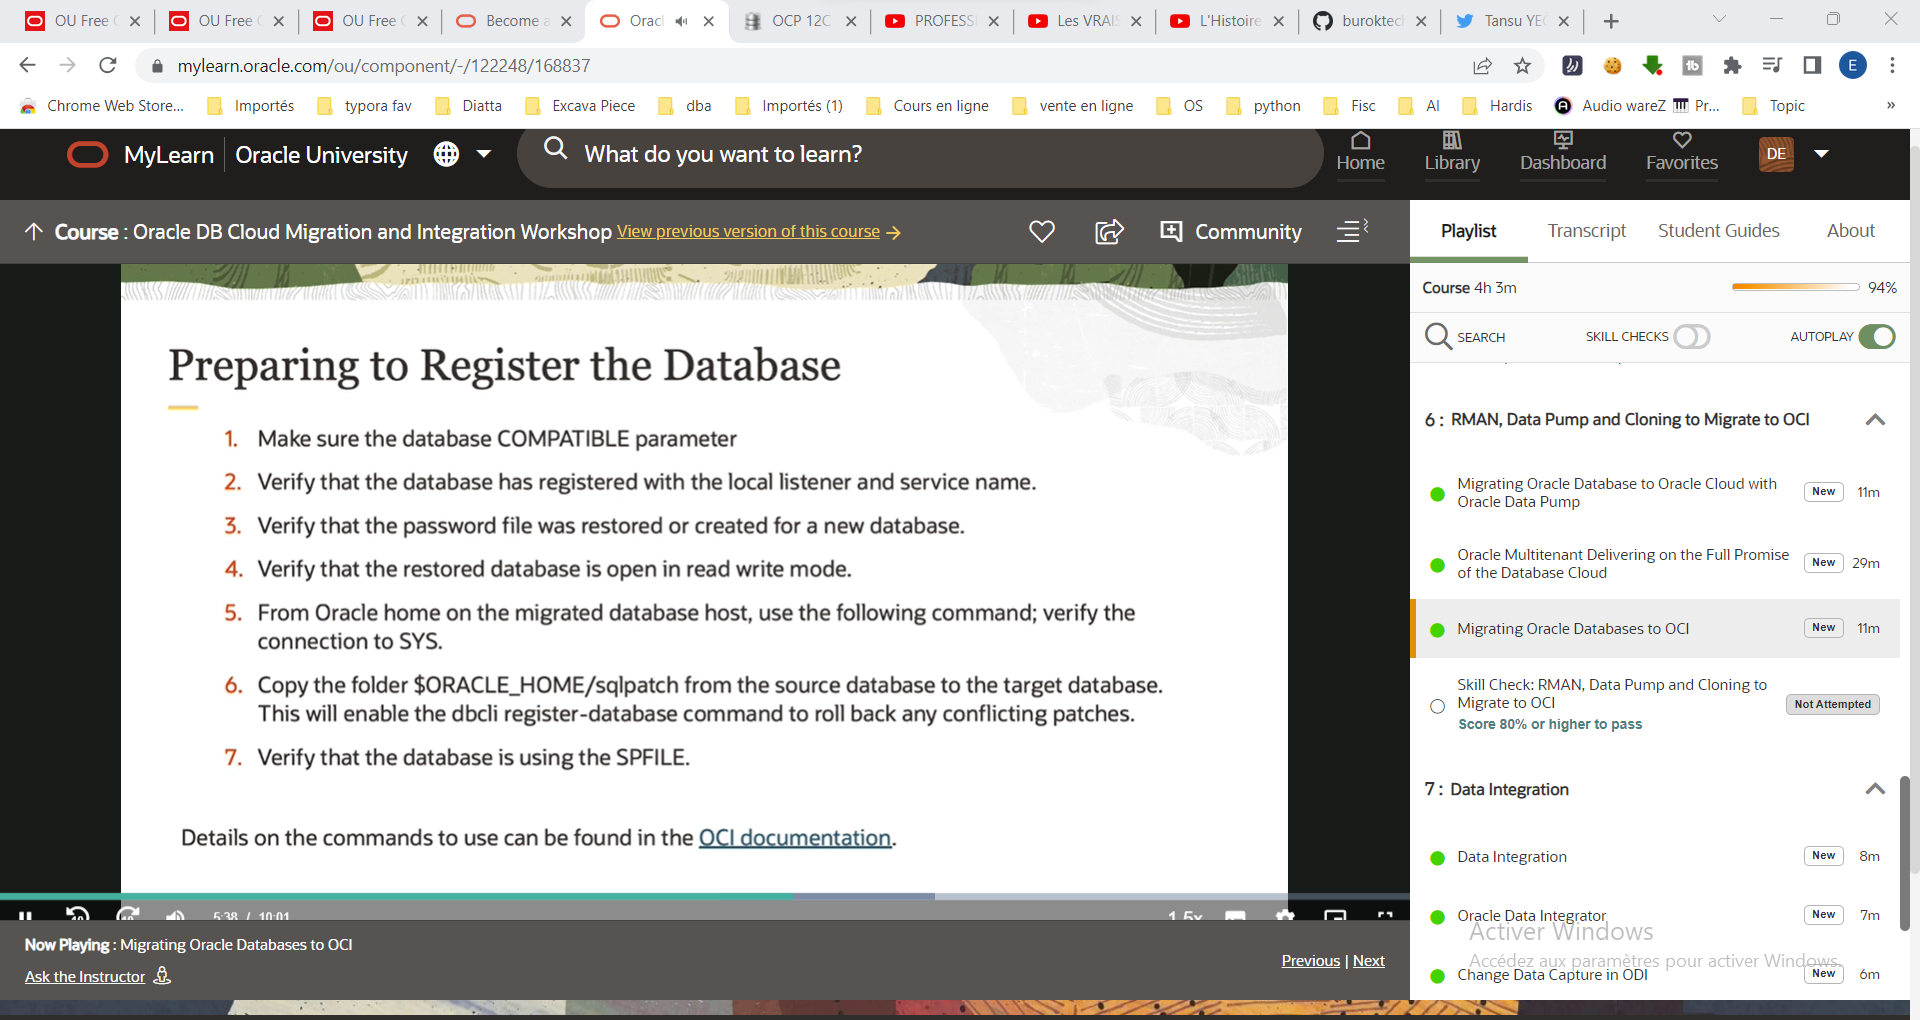 OU Free C
OU Free C
OU Free C
Become a
Oracl
OCP 12C
PROFESS
Les VRAIS
L'Histoire
buroktec
Tansu YE
mylearn.oracle.com/ou/component/-/122248/168837
E
Chrome Web Store...
Importés
typora fav
Diatta
Excava Piece
dba
Importés (1)
Cours en ligne
vente en ligne
OS
python
Fisc
AI
Hardis
Audio wareZ
Pr...
Topic
»
MyLearn
Oracle University
What do you want to learn?
Home
Library
Dashboard
Favorites
DE
Course : Oracle DB Cloud Migration and Integration Workshop View previous version of this course
Community
Playlist
Transcript
Student Guides
About
Course 4h 3m
94%
SEARCH
SKILL CHECKS
AUTOPLAY
Preparing to Register the Database
1. Make sure the database COMPATIBLE parameter
2. Verify that the database has registered with the local listener and service name.
3. Verify that the password file was restored or created for a new database.
4. Verify that the restored database is open in read write mode.
5. From Oracle home on the migrated database host, use the following command; verify the
connection to SYS.
6. Copy the folder $ORACLE_HOME/sqlpatch from the source database to the target database.
This will enable the dbcli register-database command to roll back any conflicting patches.
7. Verify that the database is using the SPFILE.
Details on the commands to use can be found in the OCI documentation.
5:38 / 10:01
1.5x
Now Playing : Migrating Oracle Databases to OCI
Ask the Instructor
Previous | Next
6 : RMAN, Data Pump and Cloning to Migrate to OCI
Migrating Oracle Database to Oracle Cloud with
Oracle Data Pump
New
11m
Oracle Multitenant Delivering on the Full Promise
of the Database Cloud
New
29m
Migrating Oracle Databases to OCI
New
11m
Skill Check: RMAN, Data Pump and Cloning to
Migrate to OCI
Score 80% or higher to pass
Not Attempted
7 : Data Integration
Data Integration
New
8m
Oracle Data Integrator
New
7m
Activer Windows
Accédez aux paramètres pour activer Windows.
Change Data Capture in ODI
New
6m